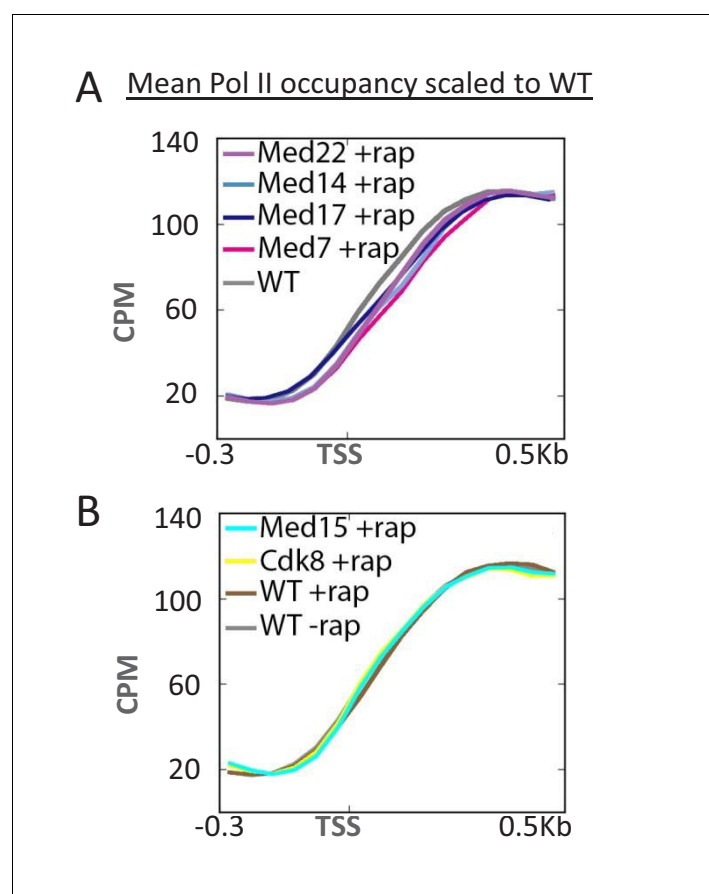 A Mean Pol II occupancy scaled to WT
140
Med22 +rap
Med14 +rap
100
Med17 +rap
Med7 +rap
WT
CPM
60
20
-0.3 TSS 0.5Kb
B
140
Med15 +rap
Cdk8 +rap
100
WT +rap
WT -rap
CPM
60
20
-0.3 TSS 0.5Kb